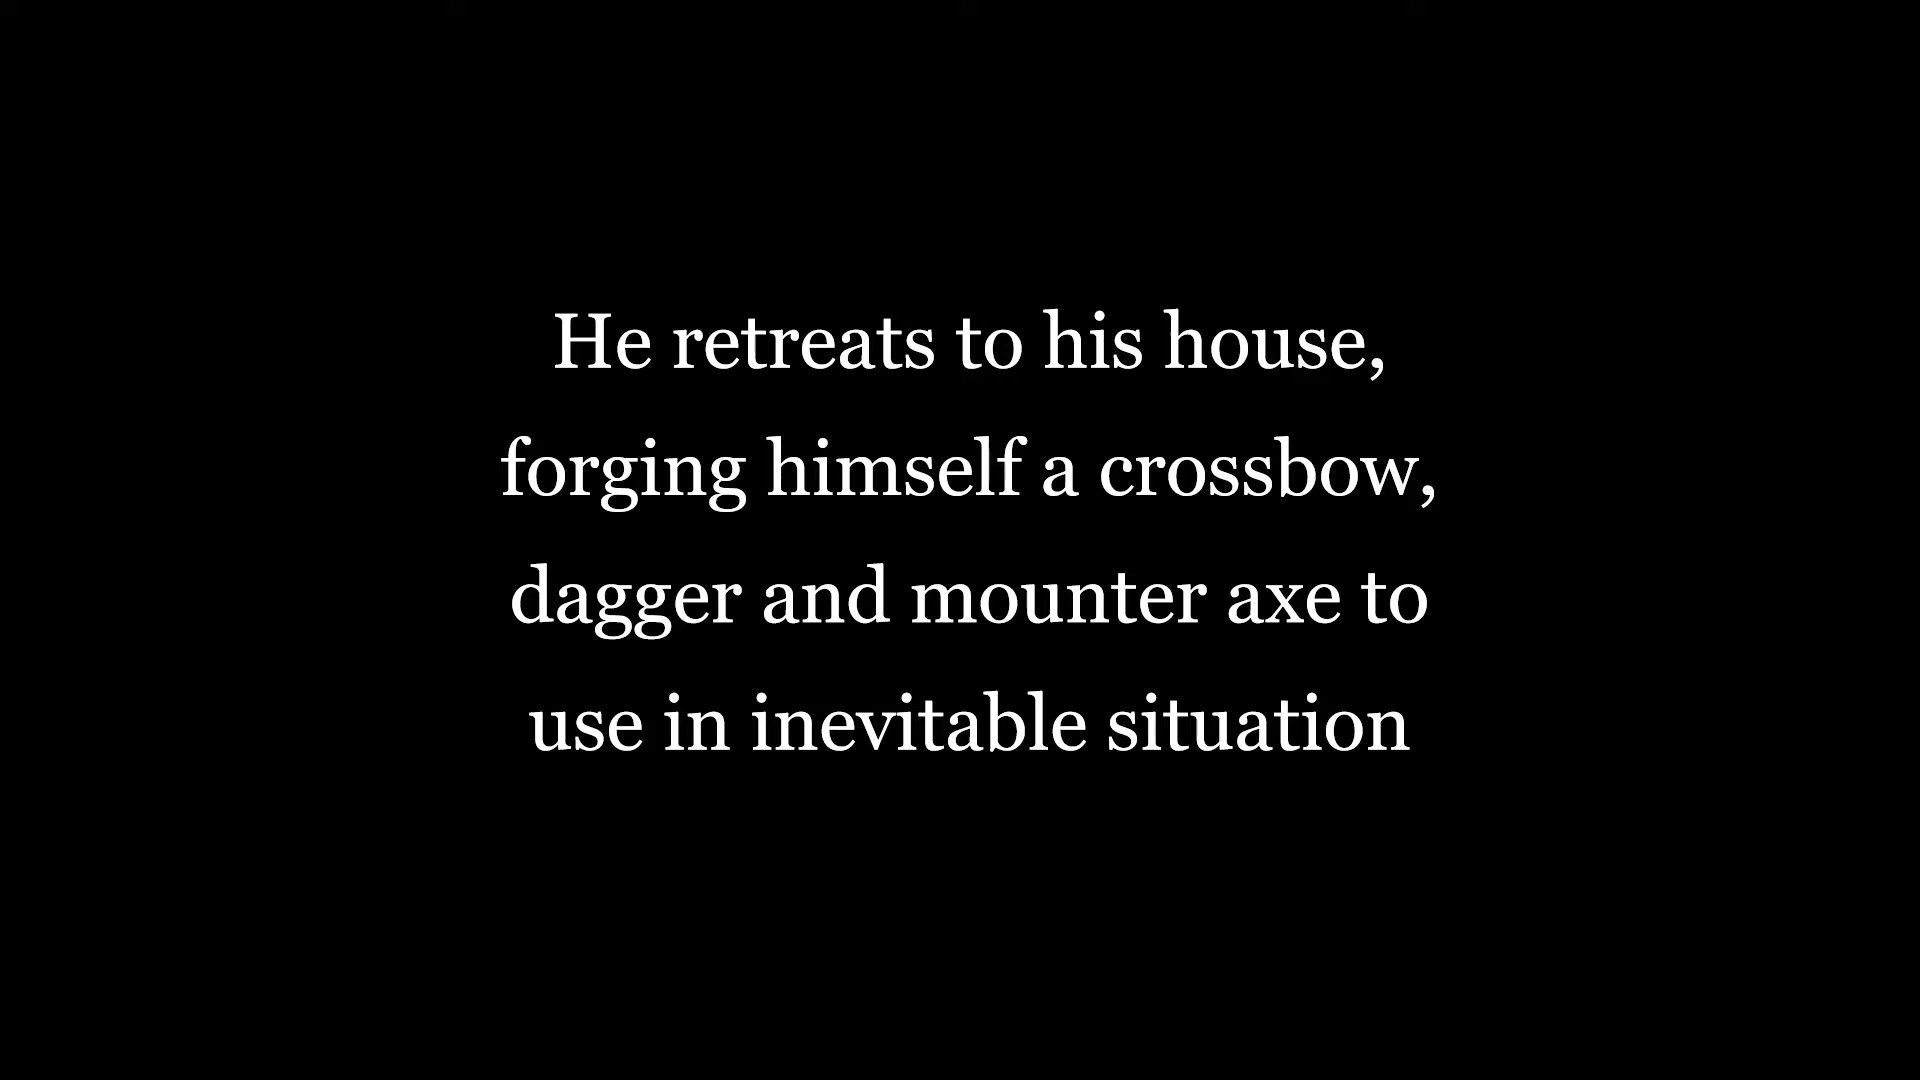 He retreats to his house,
forging himself a crossbow,
dagger and mounter axe to
use in inevitable situation